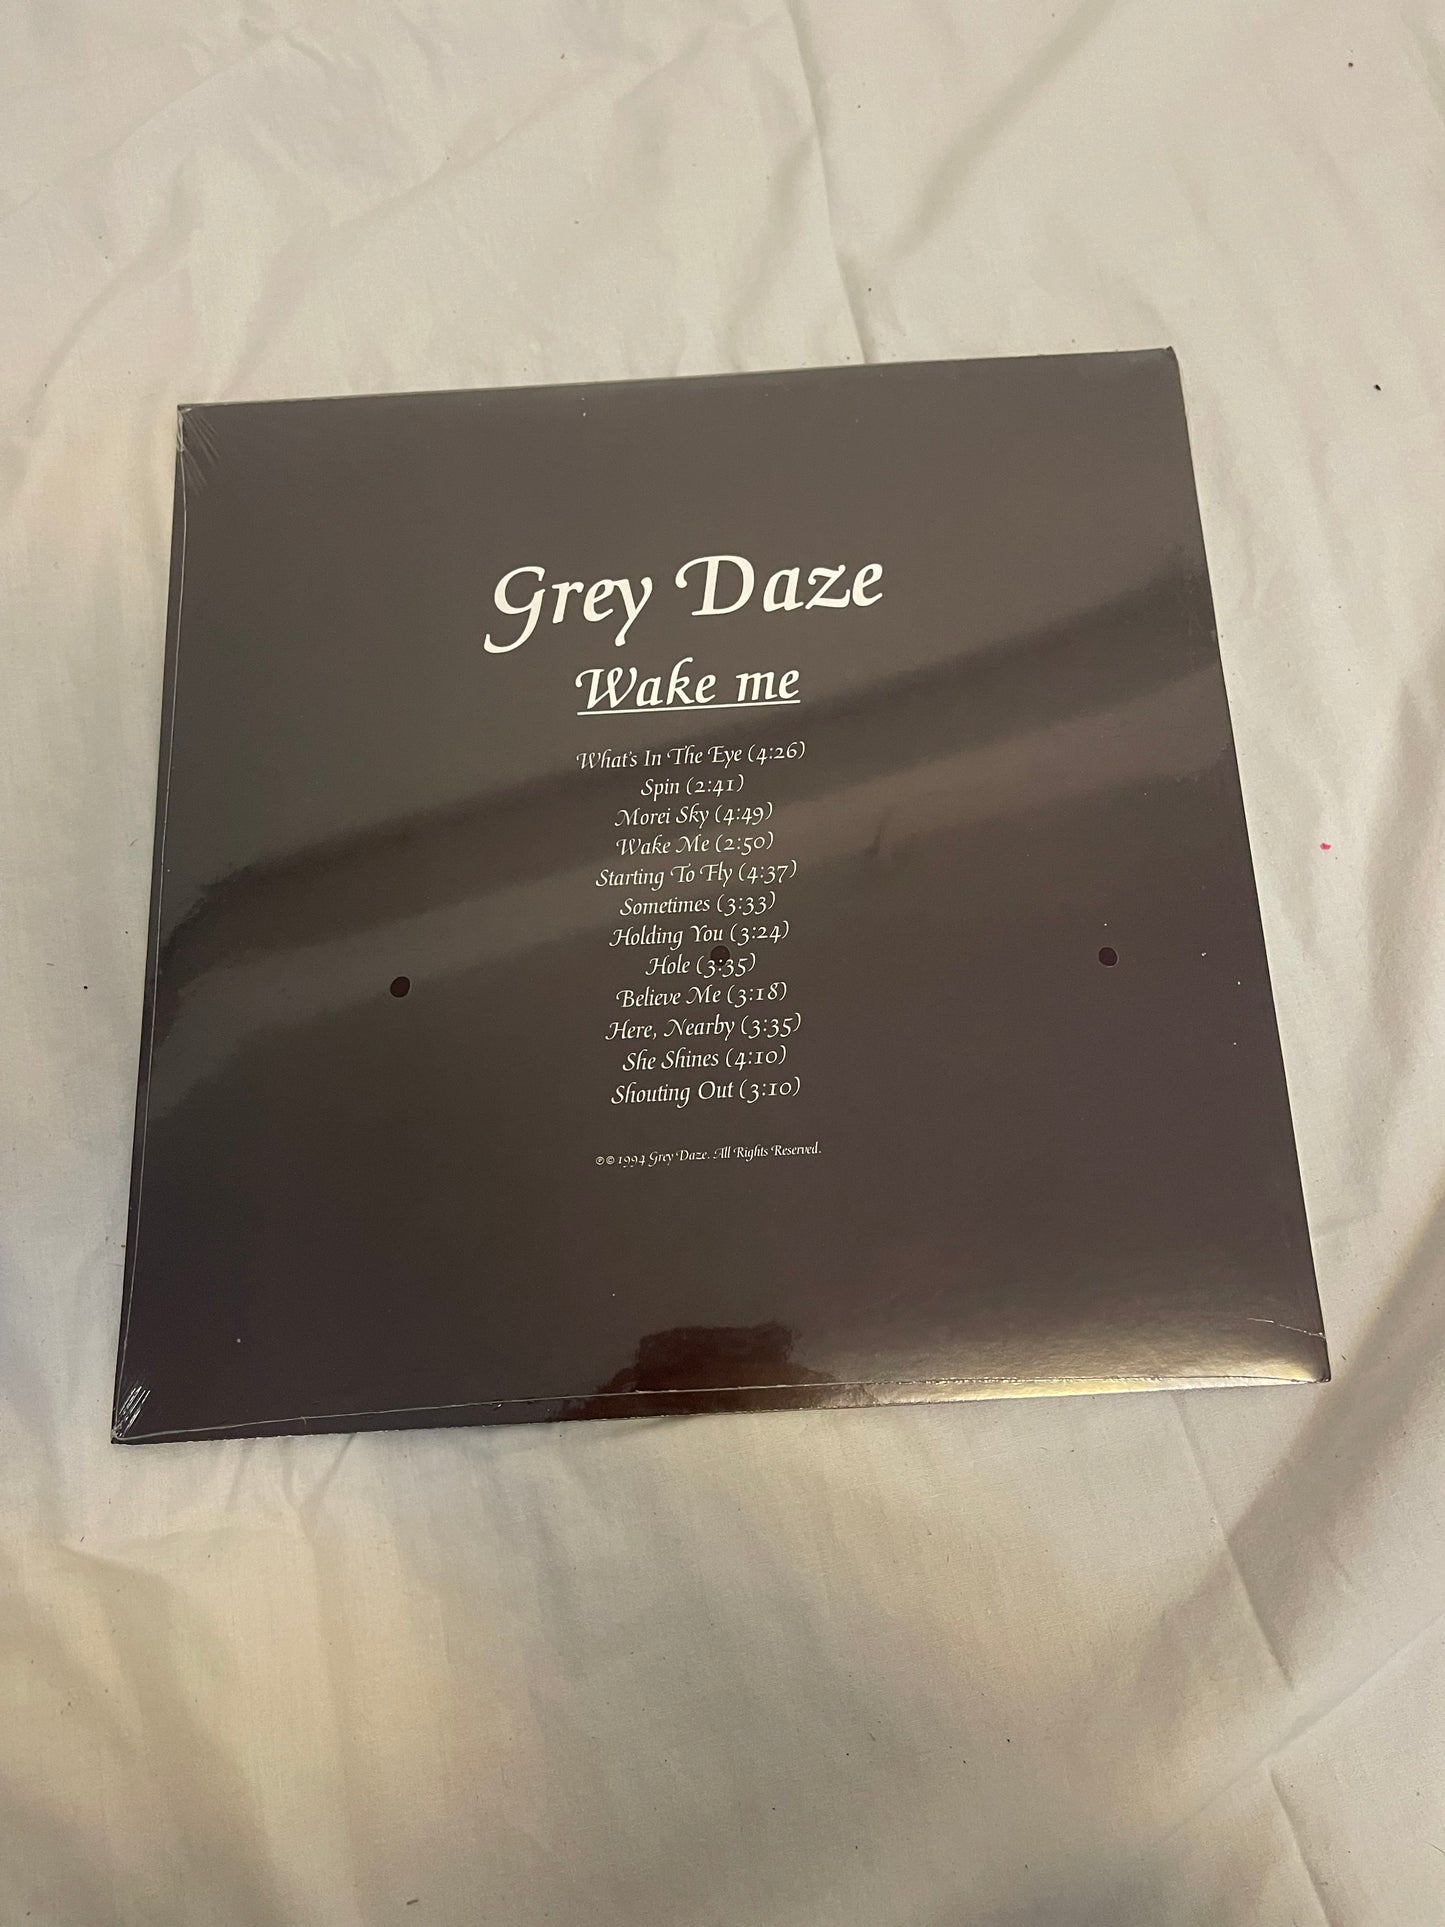 Grey Daze
Wake me
What's In The Eye (4:26)
Spin (2:41)
Morei Sky (4:49)
Wake Me (2:50)
Starting To Fly (4:37)
Sometimes (3:33)
Holding You (3:24)
Hole (3:35)
Believe Me (3:18)
Here, Nearby (3:35)
She Shines (4:10)
Shouting Out (3:10)
℗© 1994 Grey Daze. All Rights Reserved.